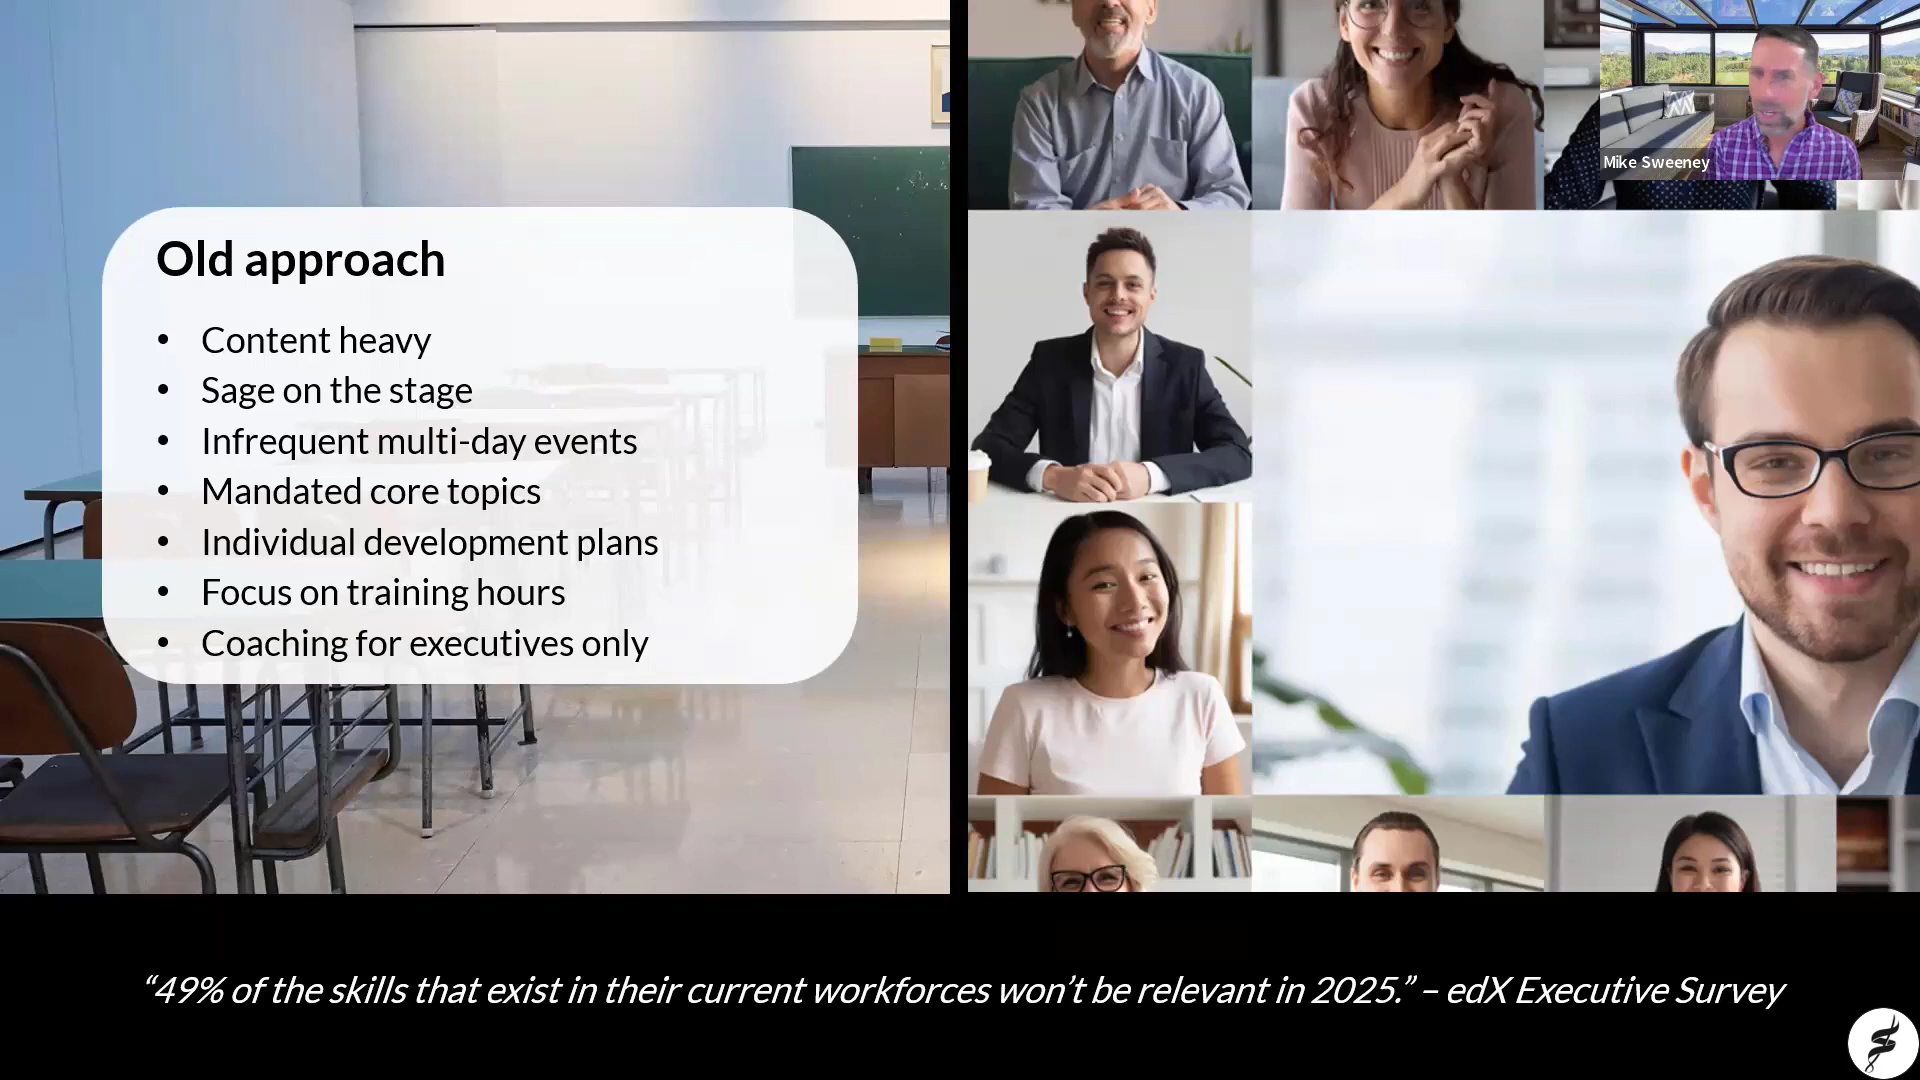 Mike Sweeney
Old approach
• Content heavy
• Sage on the stage
• Infrequent multi-day events
• Mandated core topics
• Individual development plans
• Focus on training hours
• Coaching for executives only
“49% of the skills that exist in their current workforces won’t be relevant in 2025.” – edX Executive Survey